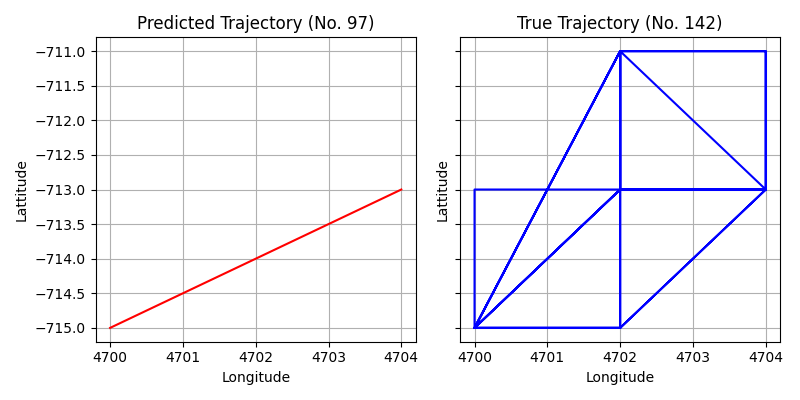 Predicted Trajectory (No. 97)
True Trajectory (No. 142)
Lattitude
−711.0
−711.5
−712.0
−712.5
−713.0
−713.5
−714.0
−714.5
−715.0
4700 4701 4702 4703 4704
Longitude
Lattitude
4700 4701 4702 4703 4704
Longitude